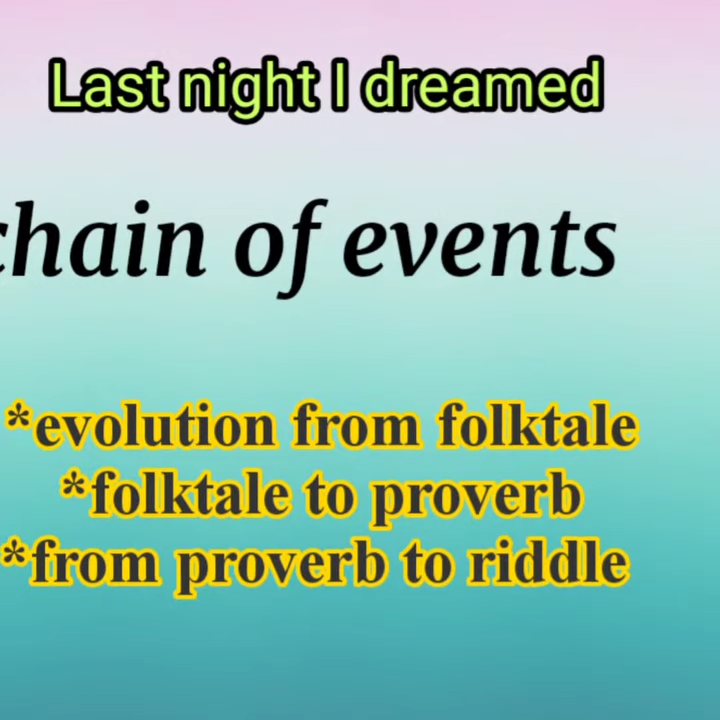 Last night I dreamed
chain of events
*evolution from folktale
*folktale to proverb
*from proverb to riddle